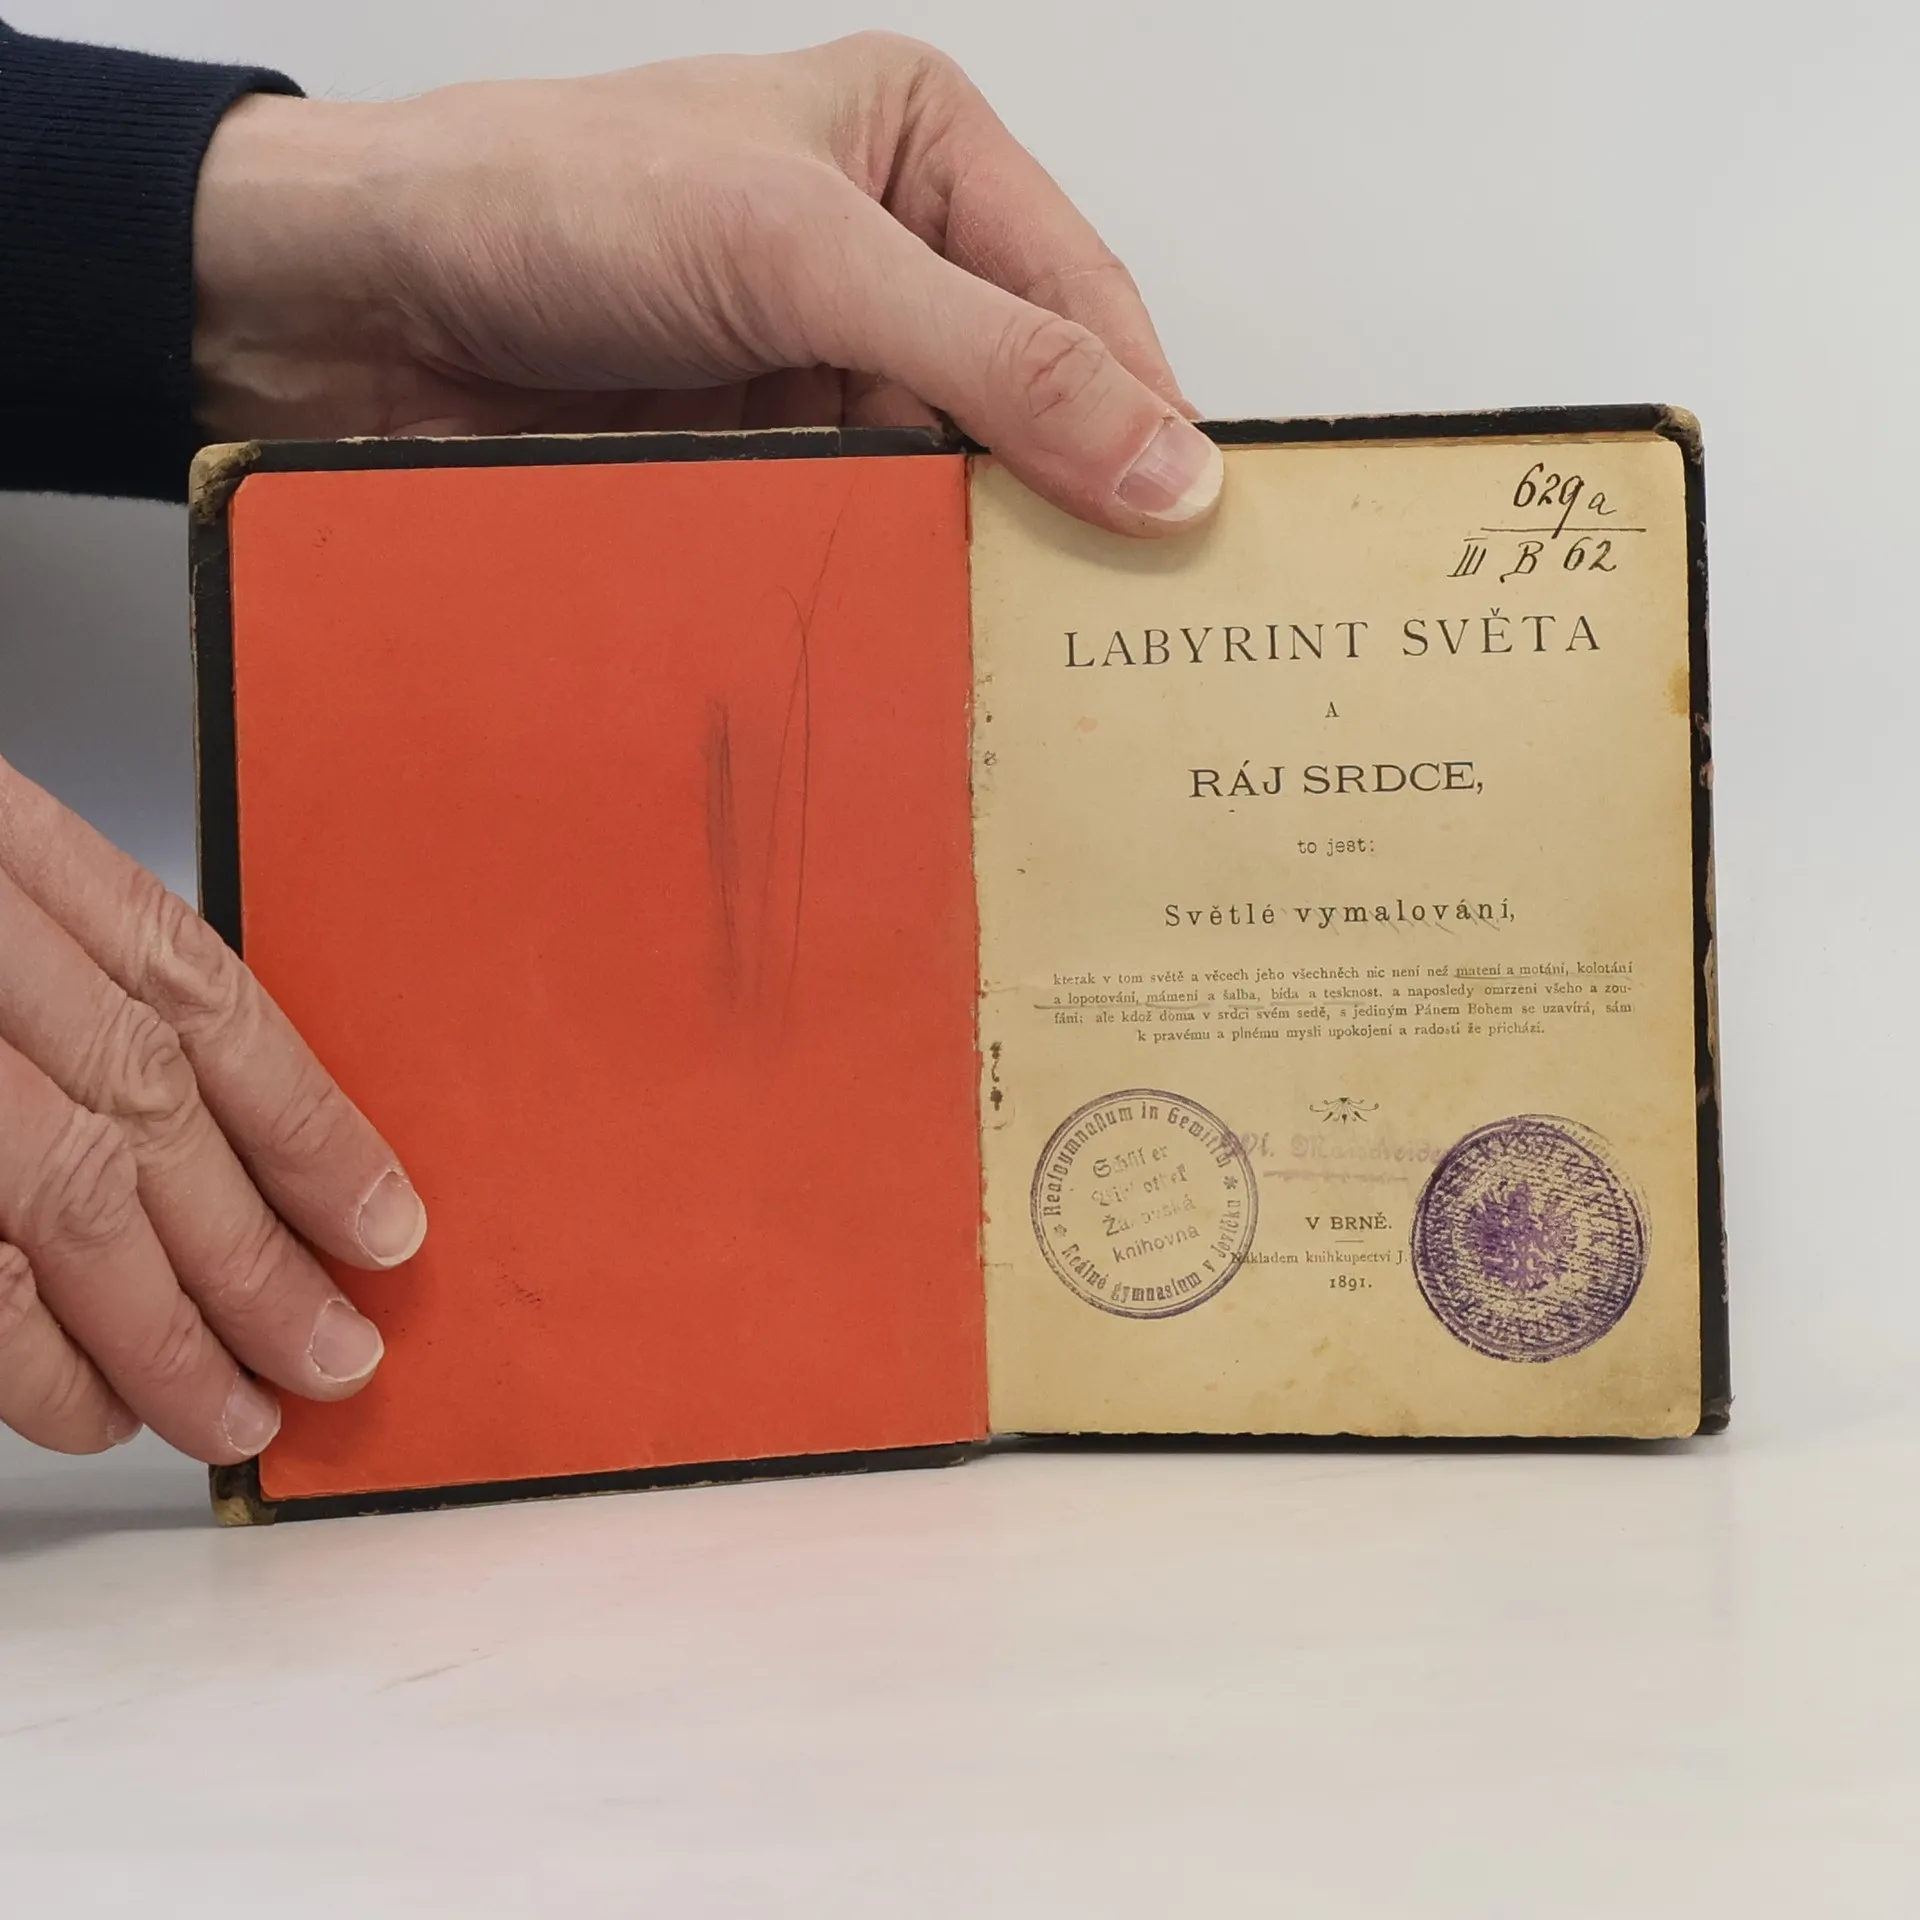 629a
III B 62
LABYRINT SVĚTA
A
RÁJ SRDCE,
to jest:
Světlé vymalování,
kterak v tom světě a věcech jeho všechněch nic není než matení a motání, kolotání
a lopotování, mámení a šalba, bída a tesknost, a naposledy omrzení všeho a zou-
fání: ale kdož doma v srdci svém sedě, s jediným Pánem Bohem se uzavírá, sám
k pravému a plnému mysli upokojení a radosti že přichází.
Realgymnasium in Gewitsch
Žákovská
knihovna
Reálné gymnasium v Jevíčku
V BRNĚ.
Nákladem knihkupectví J.
1891.